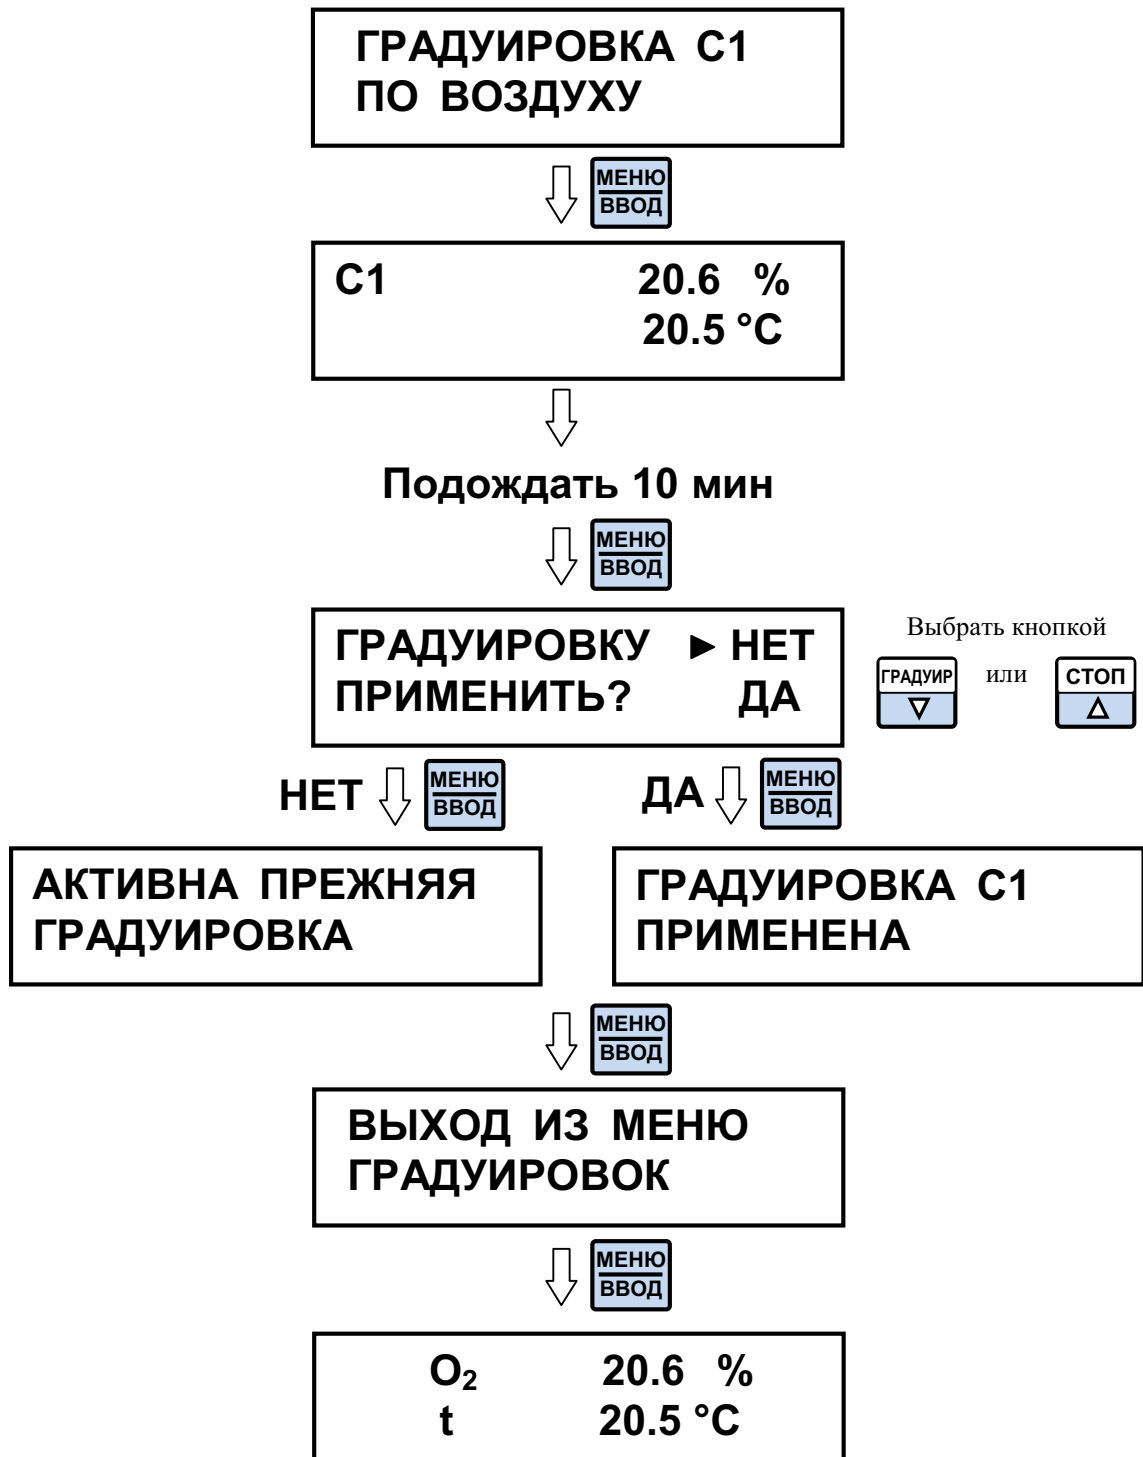 ГРАДУИРОВКА С1
ПО ВОЗДУХУ
МЕНЮ
ВВОД
С1 20.6 %
20.5 °С
Подождать 10 мин
МЕНЮ
ВВОД
ГРАДУИРОВКУ ► НЕТ
ПРИМЕНИТЬ? ДА
Выбрать кнопкой
ГРАДУИР или СТОП
НЕТ МЕНЮ
ВВОД
ДА МЕНЮ
ВВОД
АКТИВНА ПРЕЖНЯЯ
ГРАДУИРОВКА
ГРАДУИРОВКА С1
ПРИМЕНЕНА
МЕНЮ
ВВОД
ВЫХОД ИЗ МЕНЮ
ГРАДУИРОВОК
МЕНЮ
ВВОД
O₂ 20.6 %
t 20.5 °С